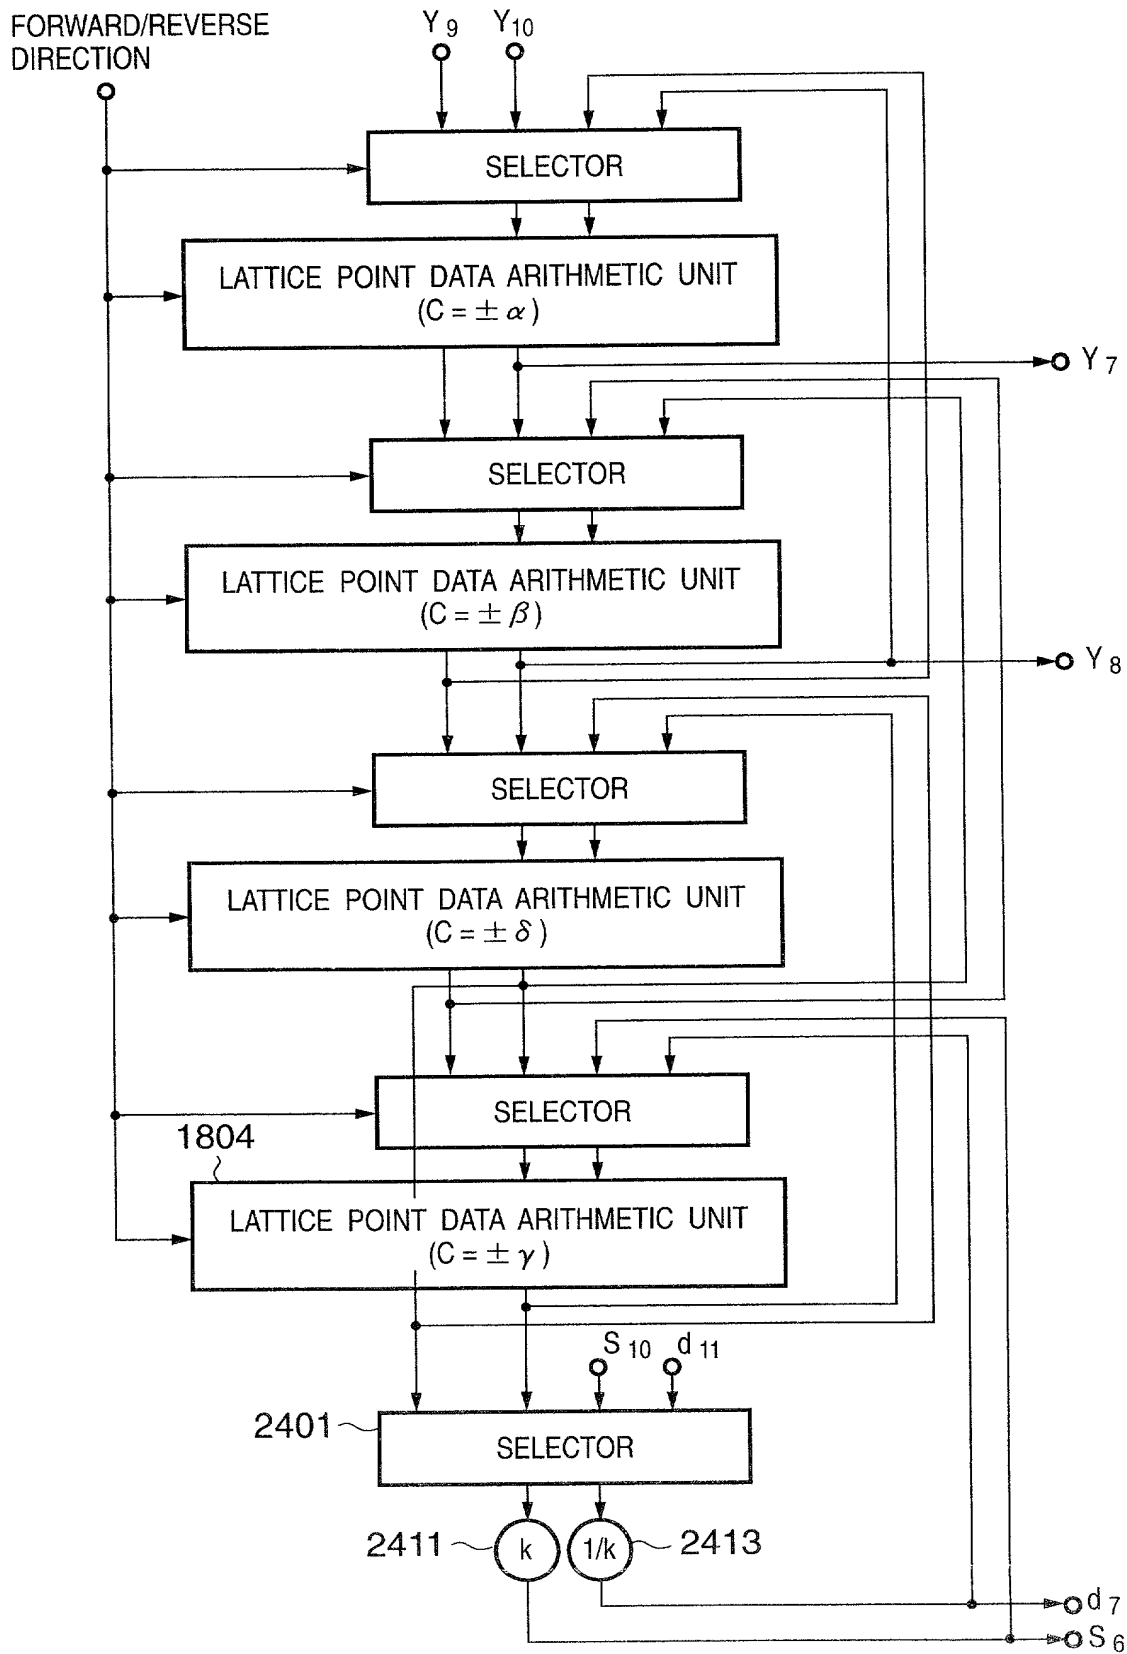 FORWARD/REVERSE
DIRECTION
Y9 Y10
SELECTOR
LATTICE POINT DATA ARITHMETIC UNIT
(C = ± α)
Y7
SELECTOR
LATTICE POINT DATA ARITHMETIC UNIT
(C = ± β)
Y8
SELECTOR
LATTICE POINT DATA ARITHMETIC UNIT
(C = ± δ)
SELECTOR
1804
LATTICE POINT DATA ARITHMETIC UNIT
(C = ± γ)
S10 d11
2401
SELECTOR
2411 k 1/k 2413
d7
S6